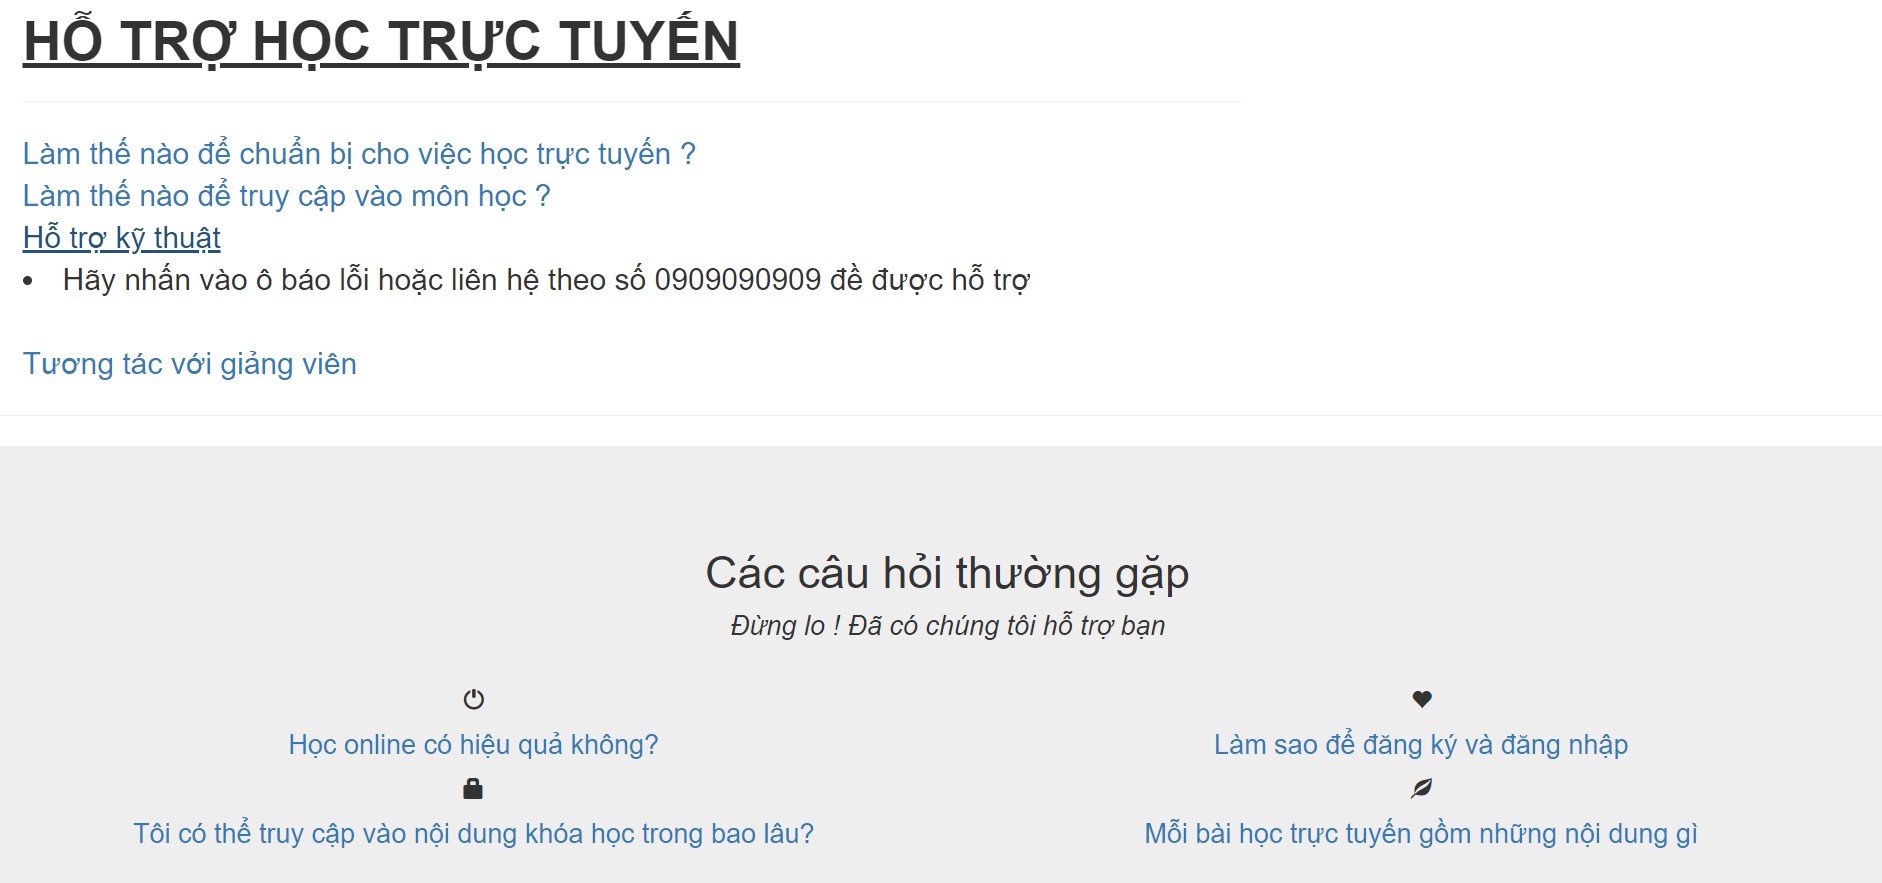 HỖ TRỢ HỌC TRỰC TUYẾN
Làm thế nào để chuẩn bị cho việc học trực tuyến ?
Làm thế nào để truy cập vào môn học ?
Hỗ trợ kỹ thuật
• Hãy nhấn vào ô báo lỗi hoặc liên hệ theo số 0909090909 đề được hỗ trợ
Tương tác với giảng viên
Các câu hỏi thường gặp
Đừng lo ! Đã có chúng tôi hỗ trợ bạn
Học online có hiệu quả không?
Làm sao để đăng ký và đăng nhập
Tôi có thể truy cập vào nội dung khóa học trong bao lâu?
Mỗi bài học trực tuyến gồm những nội dung gì